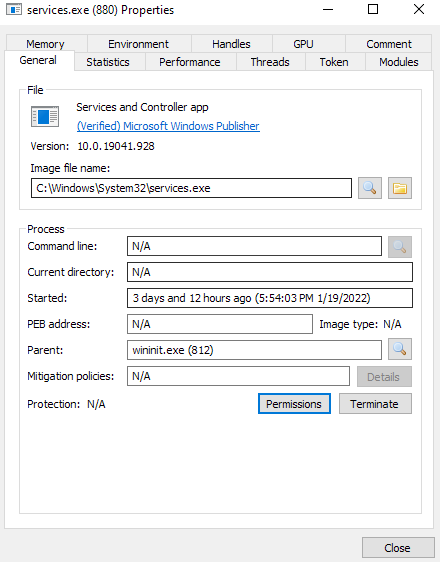 services.exe (880) Properties
Memory Environment Handles GPU Comment
General Statistics Performance Threads Token Modules
File
Services and Controller app
(Verified) Microsoft Windows Publisher
Version: 10.0.19041.928
Image file name:
C:\Windows\System32\services.exe
Process
Command line: N/A
Current directory: N/A
Started: 3 days and 12 hours ago (5:54:03 PM 1/19/2022)
PEB address: N/A Image type: N/A
Parent: wininit.exe (812)
Mitigation policies: N/A Details
Protection: N/A Permissions Terminate
Close